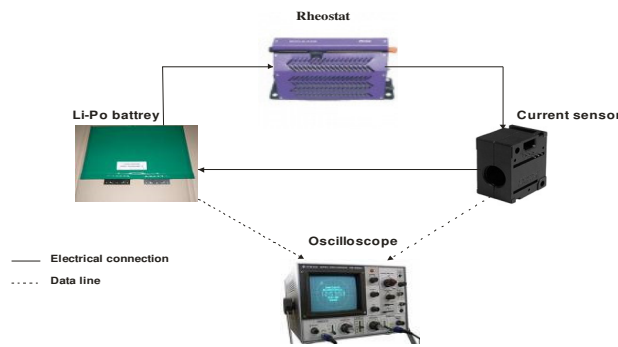 Rheostat
Li-Po battrey
Current sensor
Oscilloscope
Electrical connection
Data line